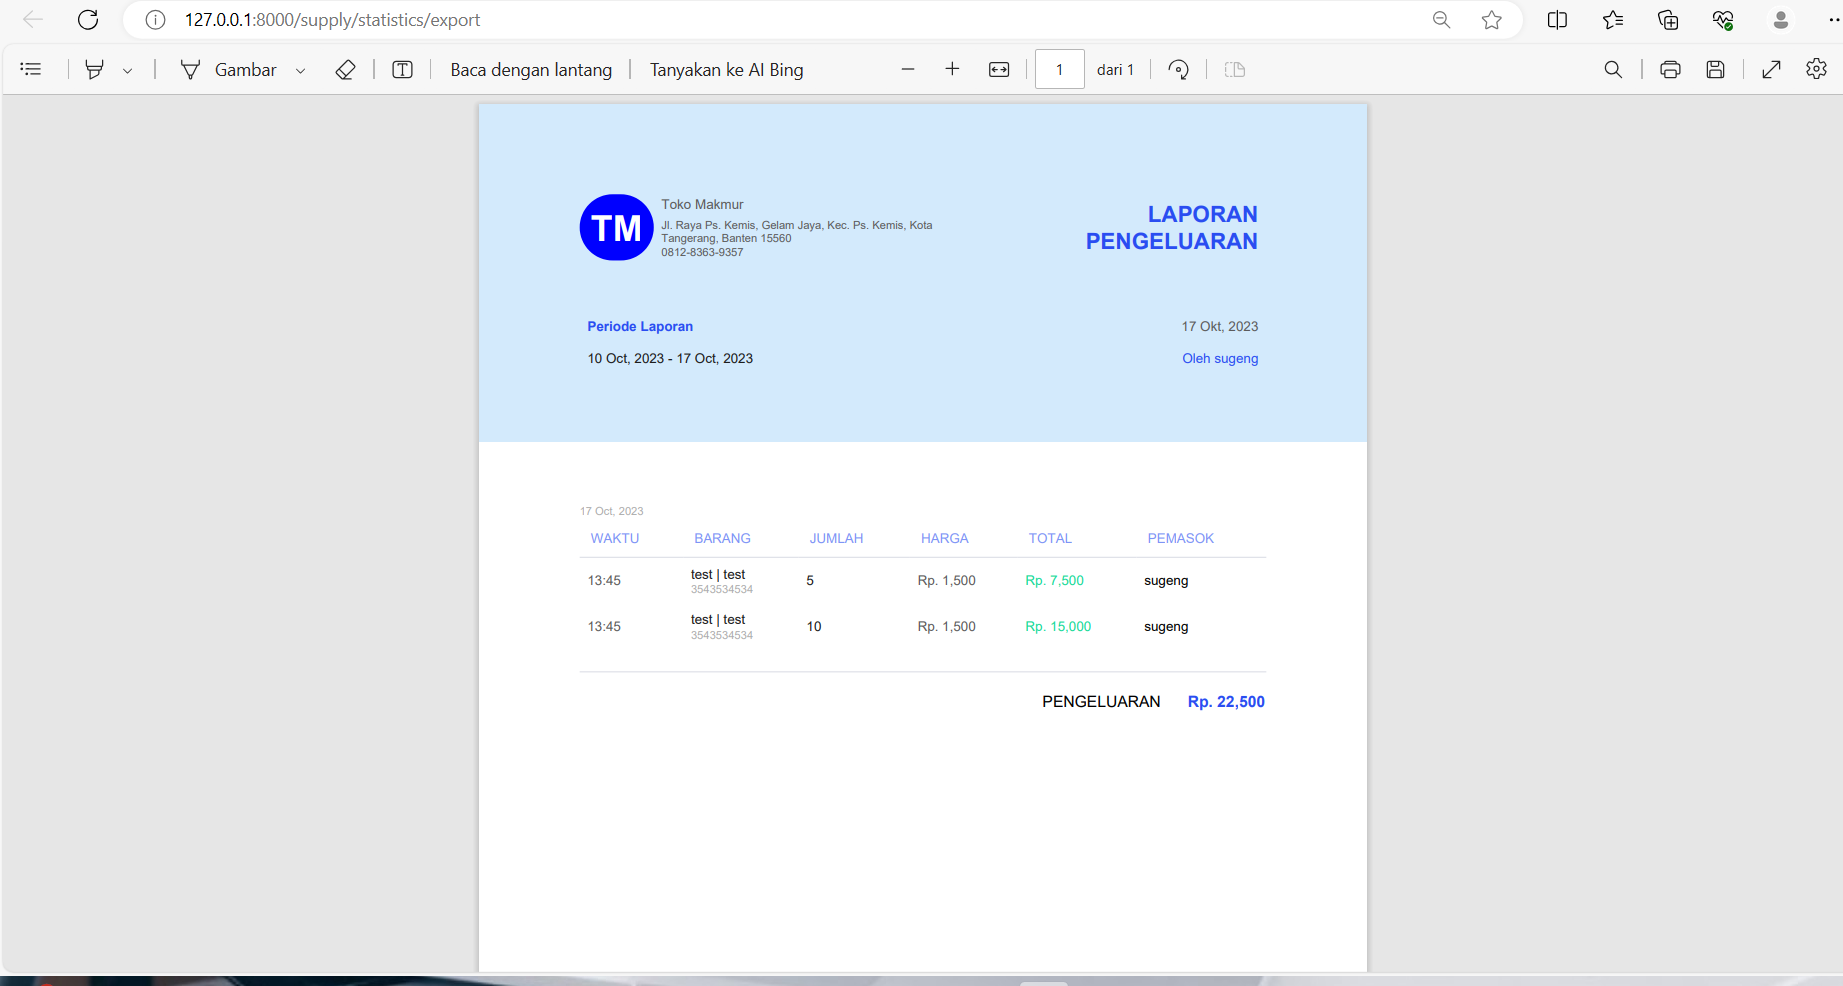 127.0.0.1:8000/supply/statistics/export
Gambar
Baca dengan lantang
Tanyakan ke AI Bing
1 dari 1
TM
Toko Makmur
Jl. Raya Ps. Kemis, Gelam Jaya, Kec. Ps. Kemis, Kota
Tangerang, Banten 15560
0812-8363-9357
LAPORAN
PENGELUARAN
Periode Laporan 17 Okt, 2023
10 Oct, 2023 - 17 Oct, 2023 Oleh sugeng
17 Oct, 2023
WAKTU BARANG JUMLAH HARGA TOTAL PEMASOK
13:45 test | test 5 Rp. 1,500 Rp. 7,500 sugeng
3543534534
13:45 test | test 10 Rp. 1,500 Rp. 15,000 sugeng
3543534534
PENGELUARAN Rp. 22,500